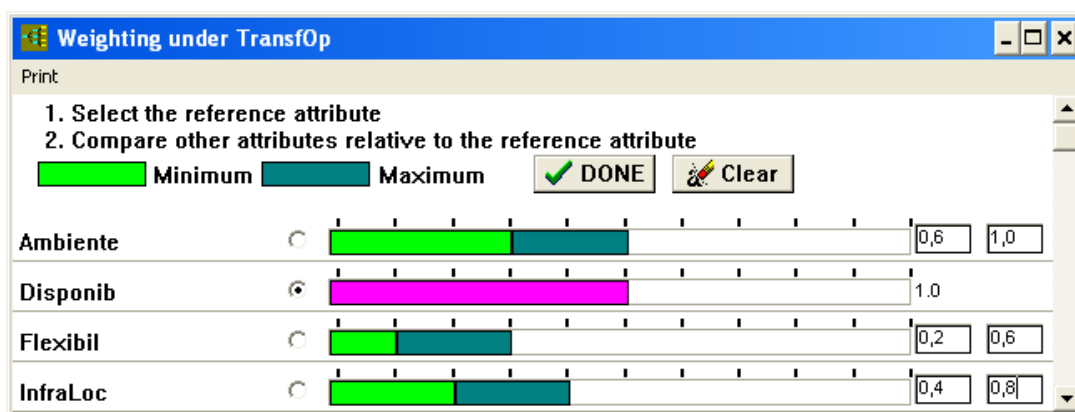 Weighting under TransfOp
Print
1. Select the reference attribute
2. Compare other attributes relative to the reference attribute
Minimum Maximum DONE Clear
Ambiente 0,6 1,0
Disponib 1.0
Flexibil 0,2 0,6
InfraLoc 0,4 0,8